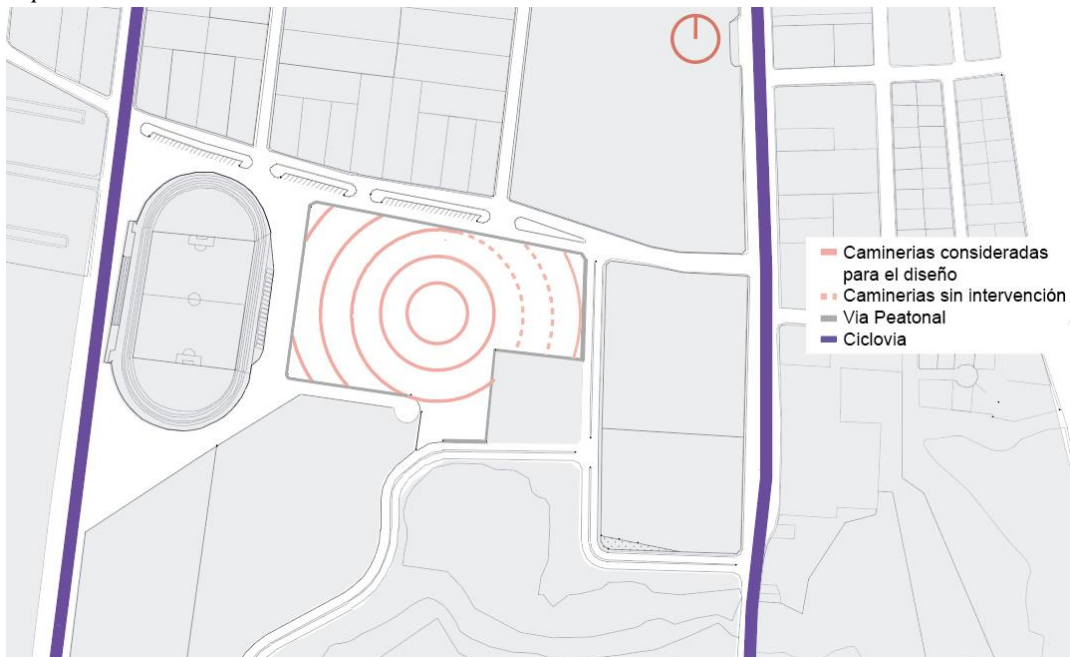 Caminerias consideradas
para el diseño
Caminerias sin intervención
Via Peatonal
Ciclovia